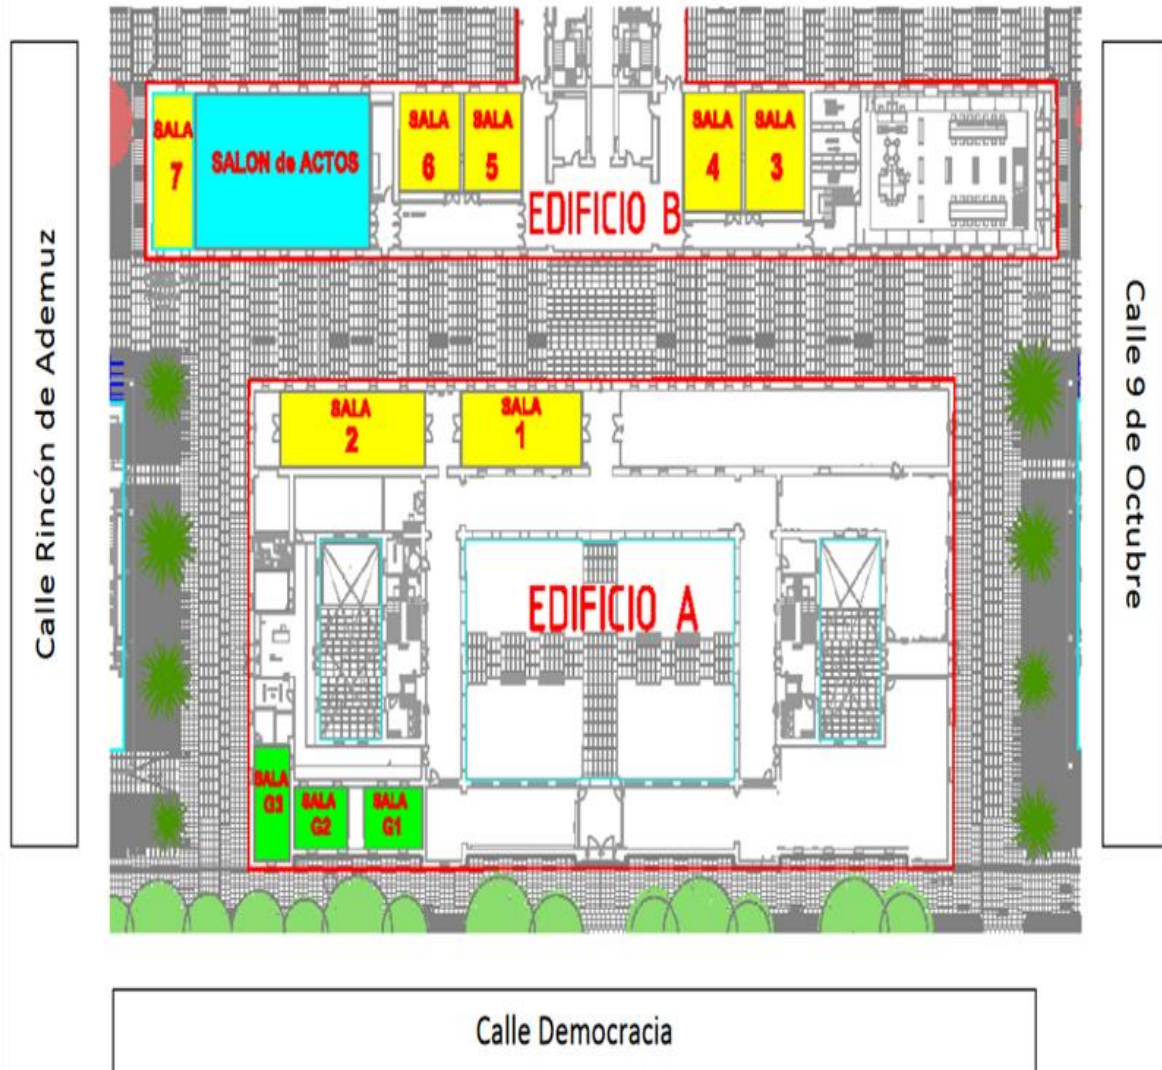 SALA
7
SALON de ACTOS
SALA
6
SALA
5
SALA
4
SALA
3
EDIFICIO B
Calle Rincón de Ademuz
Calle 9 de Octubre
SALA
2
SALA
1
EDIFICIO A
SALA
G3
SALA
G2
SALA
G1
Calle Democracia